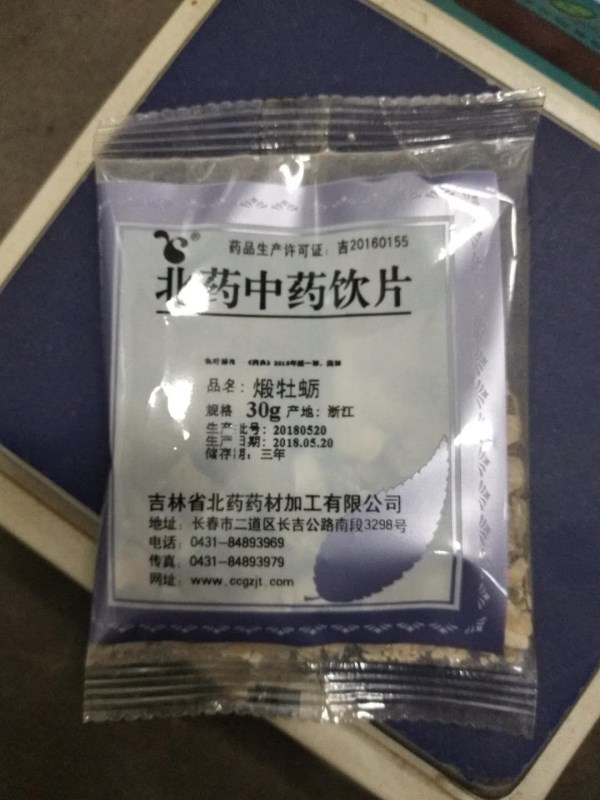 ®
药品生产许可证：吉20160155
北药中药饮片
品名：煅牡蛎
规格 30g 产地：浙江
生产批号：20180520
生产日期：2018.05.20
储存期：三年
吉林省北药药材加工有限公司
地址：长春市二道区长吉公路南段3298号
电话：0431-84893969
传真：0431-84893979
网址：www.ccgzjt.com